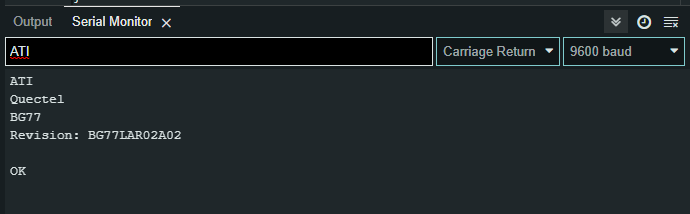 Output Serial Monitor
ATI Carriage Return 9600 baud
ATI
Quectel
BG77
Revision: BG77LAR02A02
OK